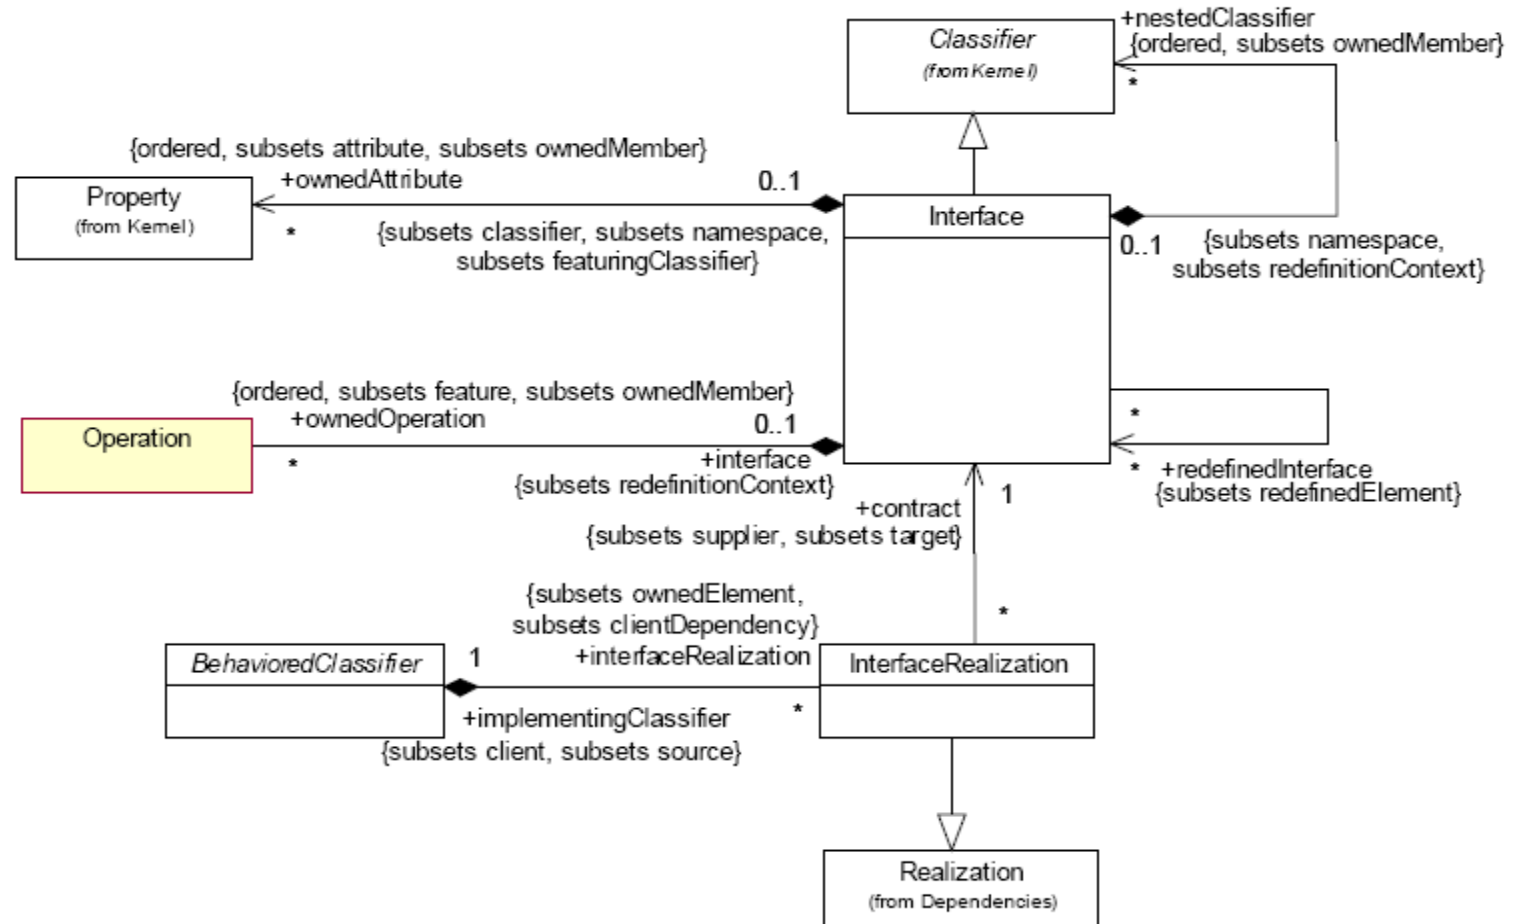 +nestedClassifier
{ordered, subsets ownedMember}
*
Classifier
(from Kernel)
{ordered, subsets attribute, subsets ownedMember}
+ownedAttribute
0..1
Property
(from Kernel)
*
{subsets classifier, subsets namespace,
subsets featuringClassifier}
Interface
0..1
{subsets namespace,
subsets redefinitionContext}
{ordered, subsets feature, subsets ownedMember}
+ownedOperation
0..1
Operation
*
+interface
{subsets redefinitionContext}
*
* +redefinedInterface
{subsets redefinedElement}
+contract
1
{subsets supplier, subsets target}
{subsets ownedElement,
subsets clientDependency}
*
+interfaceRealization
BehavioredClassifier
1
InterfaceRealization
+implementingClassifier
*
{subsets client, subsets source}
Realization
(from Dependencies)